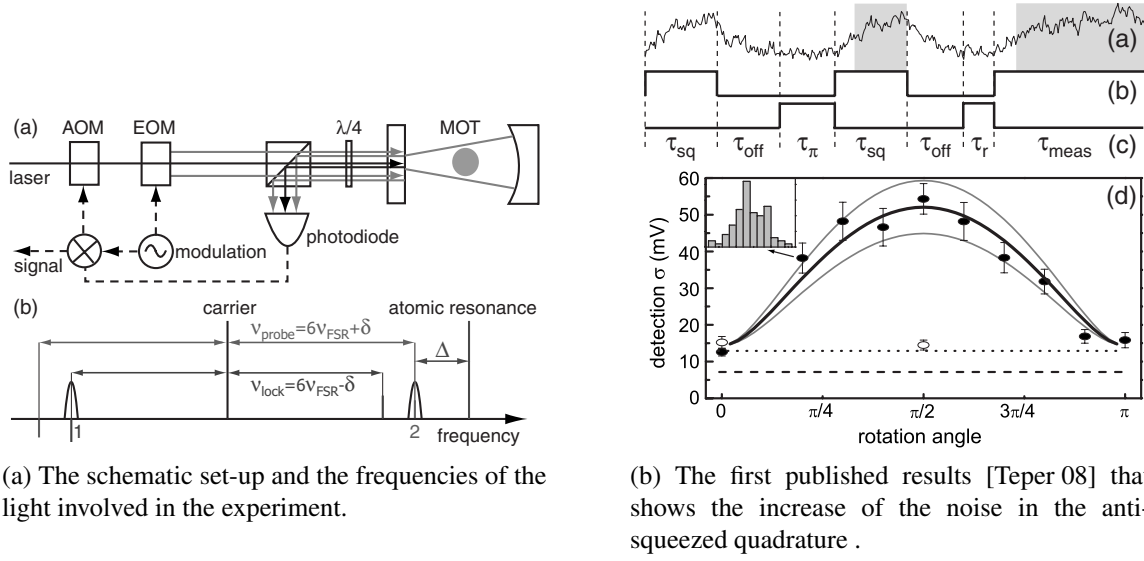 (a)
AOM
EOM
λ/4
MOT
laser
photodiode
modulation
signal
(b)
carrier
atomic resonance
ν_probe=6ν_FSR+δ
Δ
ν_lock=6ν_FSR-δ
1
2
frequency
(a) The schematic set-up and the frequencies of the
light involved in the experiment.
(a)
(b)
(c)
τ_sq
τ_off
τ_π
τ_sq
τ_off
τ_r
τ_meas
(d)
60
50
40
30
20
10
0
detection σ (mV)
0
π/4
π/2
3π/4
π
rotation angle
(b) The first published results [Teper 08] tha
shows the increase of the noise in the anti-
squeezed quadrature .